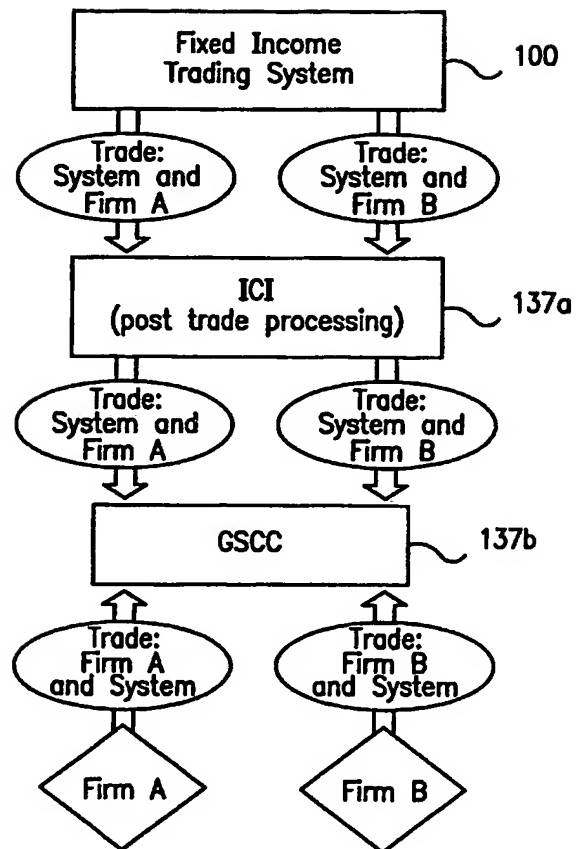 Fixed Income
Trading System
100
Trade:
System and
Firm A
Trade:
System and
Firm B
ICI
(post trade processing)
137a
Trade:
System and
Firm A
Trade:
System and
Firm B
GSCC
137b
Trade:
Firm A
and System
Trade:
Firm B
and System
Firm A
Firm B